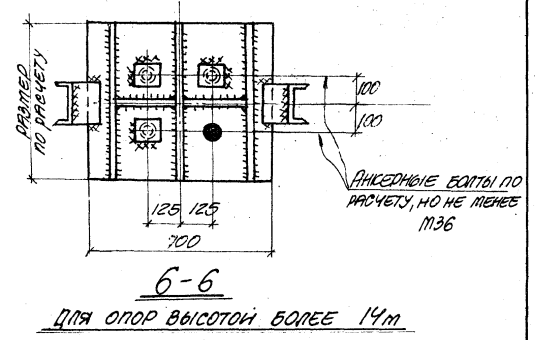 РАЗМЕР
ПО РАСЧЕТУ
100
100
АНКЕРНЫЕ БОЛТЫ ПО
РАСЧЕТУ, НО НЕ МЕНЕЕ
М36
125 125
700
6-6
ДЛЯ ОПОР ВЫСОТОЙ БОЛЕЕ 14м